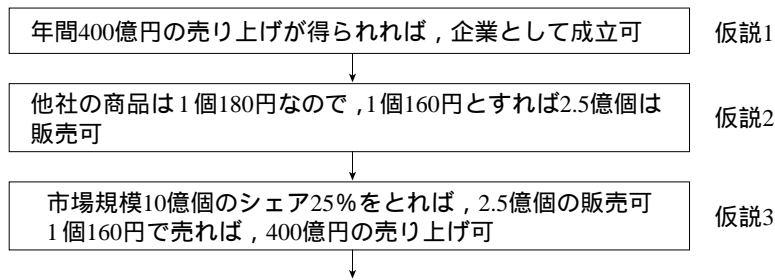 年間400億円の売り上げが得られれば，企業として成立可
仮説1
他社の商品は1個180円なので，1個160円とすれば2.5億個は
販売可
仮説2
市場規模10億個のシェア25%をとれば，2.5億個の販売可
1個160円で売れば，400億円の売り上げ可
仮説3